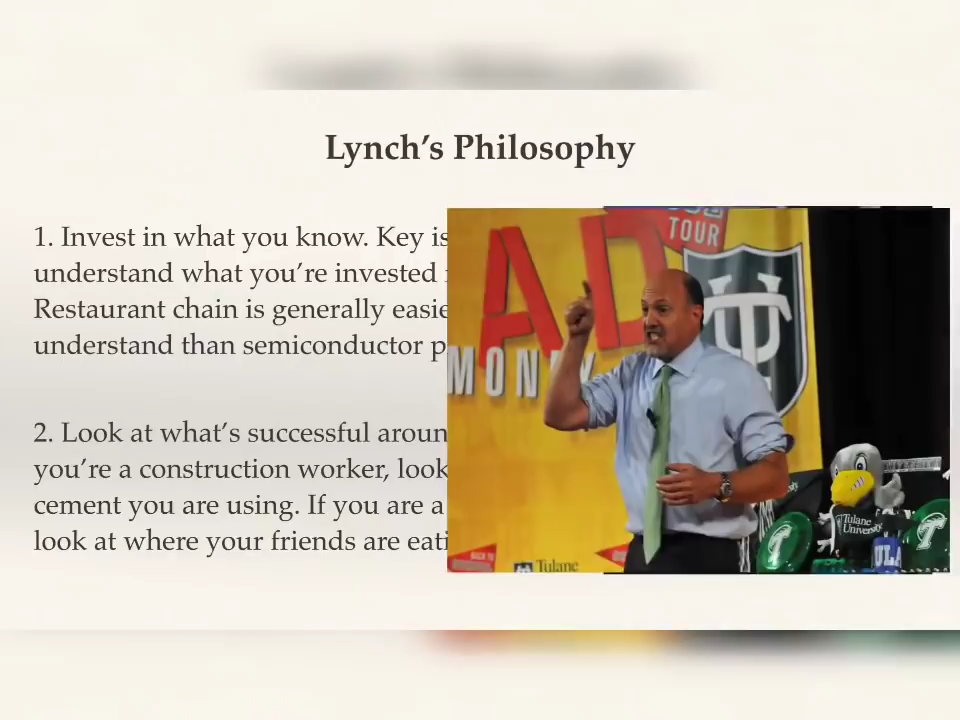 Lynch’s Philosophy
1. Invest in what you know. Key is
understand what you’re invested
Restaurant chain is generally easie
understand than semiconductor p
2. Look at what’s successful aroun
you’re a construction worker, look
cement you are using. If you are a
look at where your friends are eati
TOUR
AD
MONEY
Tulane
University
Tulane